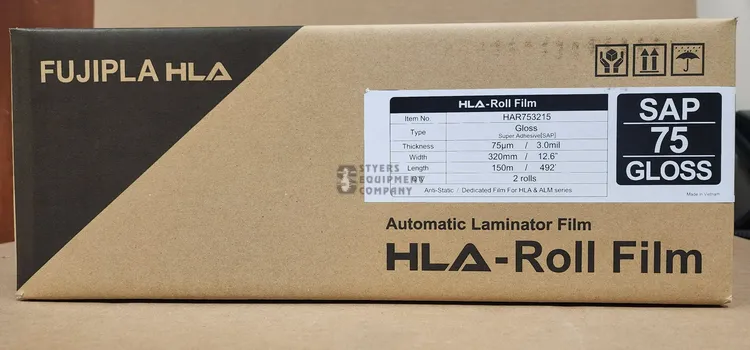 FUJIPLA HLA
HLA-Roll Film
Item No HAR753215
Type Gloss
Super Adhesive[SAP]
Thickness 75μm / 3.0mil
Width 320mm / 12.6"
Length 150m / 492'
Q'TY 2 rolls
Anti-Static / Dedicated Film For HLA & ALM series
SAP
75
GLOSS
Made in Vietnam
STYERS
EQUIPMENT
COMPANY
Automatic Laminator Film
HLA-Roll Film